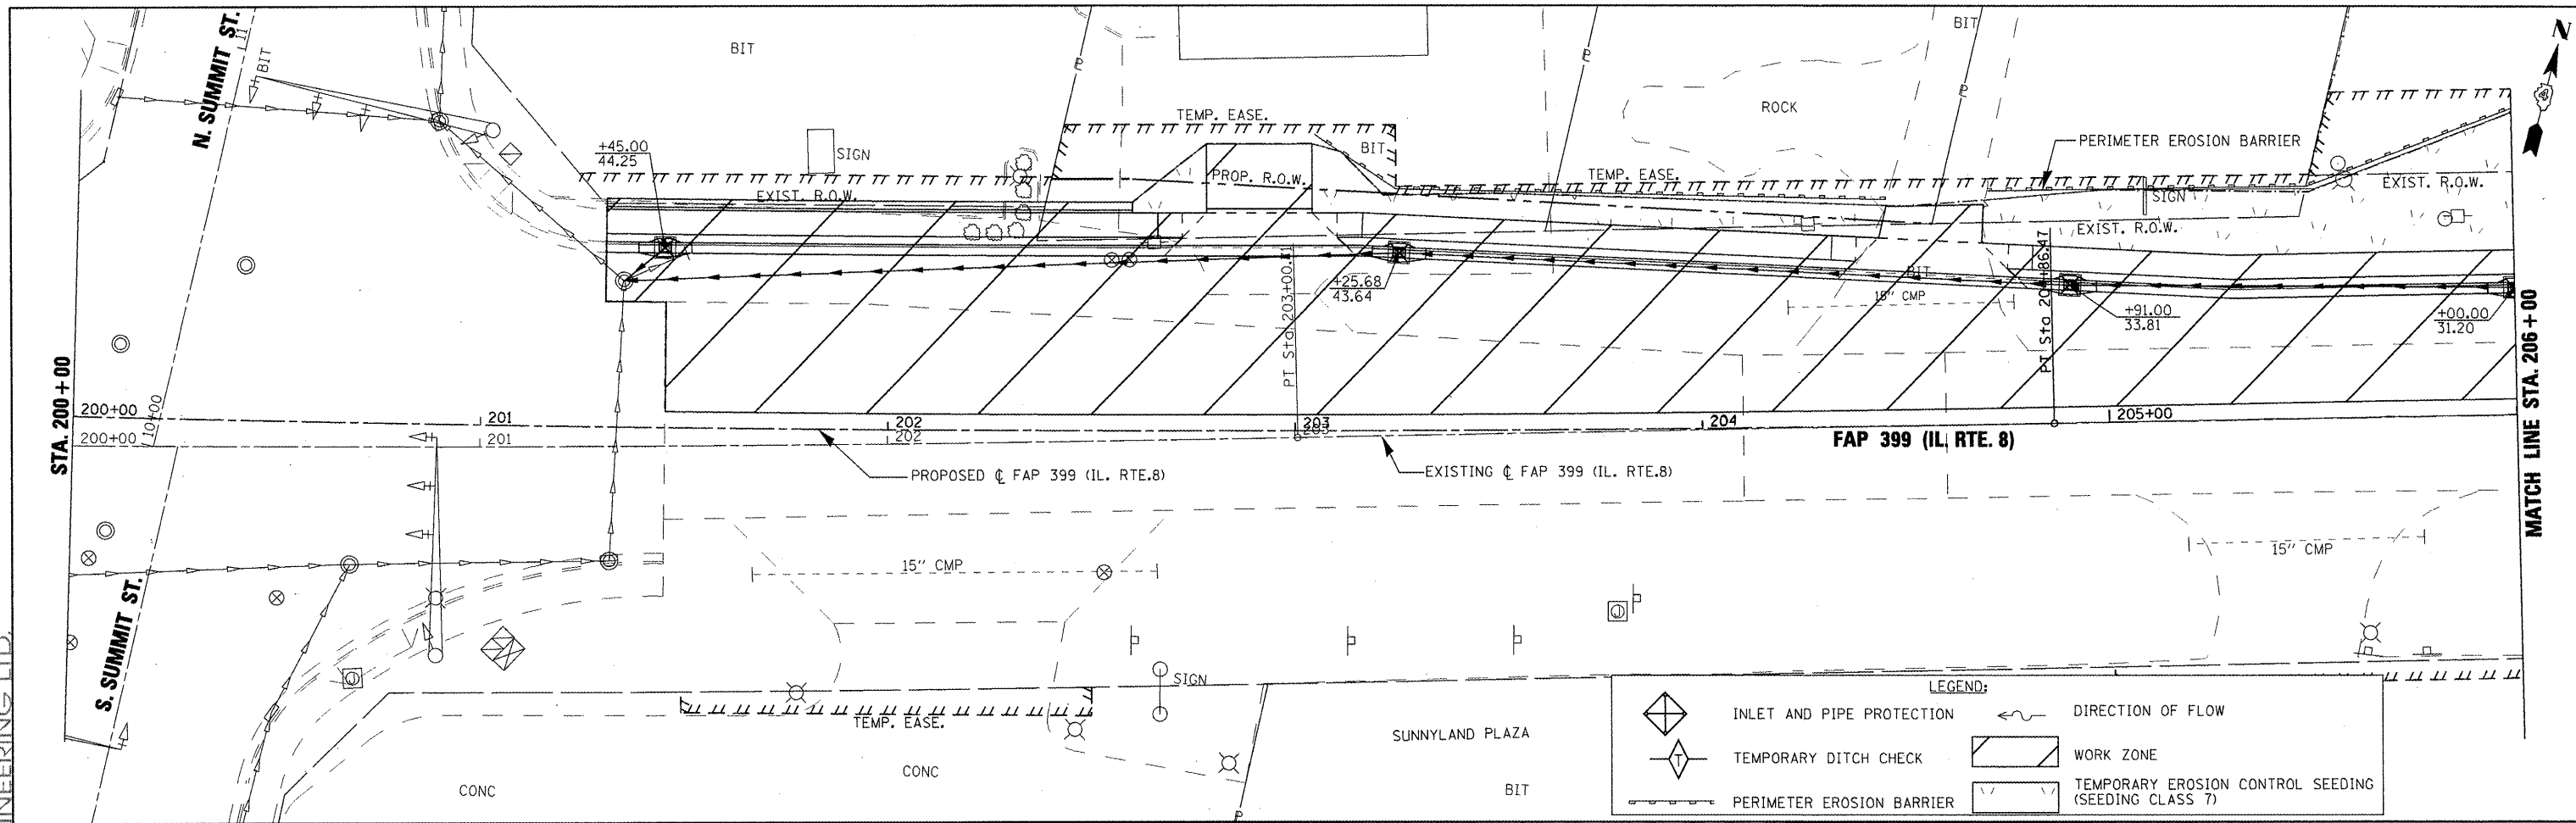 N. SUMMIT ST.
BIT
11
BIT
BIT
N
P
P
P
ROCK
TEMP. EASE.
BIT
PERIMETER EROSION BARRIER
+45.00
44.25
SIGN
PROP. R.O.W.
TEMP. EASE.
EXIST. R.O.W.
SIGN
EXIST. R.O.W.
EXIST. R.O.W.
+25.68
43.64
BIT
15" CMP
+91.00
33.81
+00.00
31.20
PT Sta 203+00.11
STA. 200+00
MATCH LINE STA. 206+00
200+00
10+00
201
202
203
204
205+00
200+00
201
202
203
FAP 399 (IL. RTE. 8)
PROPOSED ℄ FAP 399 (IL. RTE.8)
EXISTING ℄ FAP 399 (IL. RTE.8)
S. SUMMIT ST.
15" CMP
15" CMP
J
J
SIGN
TEMP. EASE.
CONC
CONC
P
SUNNYLAND PLAZA
BIT
LEGEND:
INLET AND PIPE PROTECTION
DIRECTION OF FLOW
T
TEMPORARY DITCH CHECK
WORK ZONE
PERIMETER EROSION BARRIER
TEMPORARY EROSION CONTROL SEEDING
(SEEDING CLASS 7)